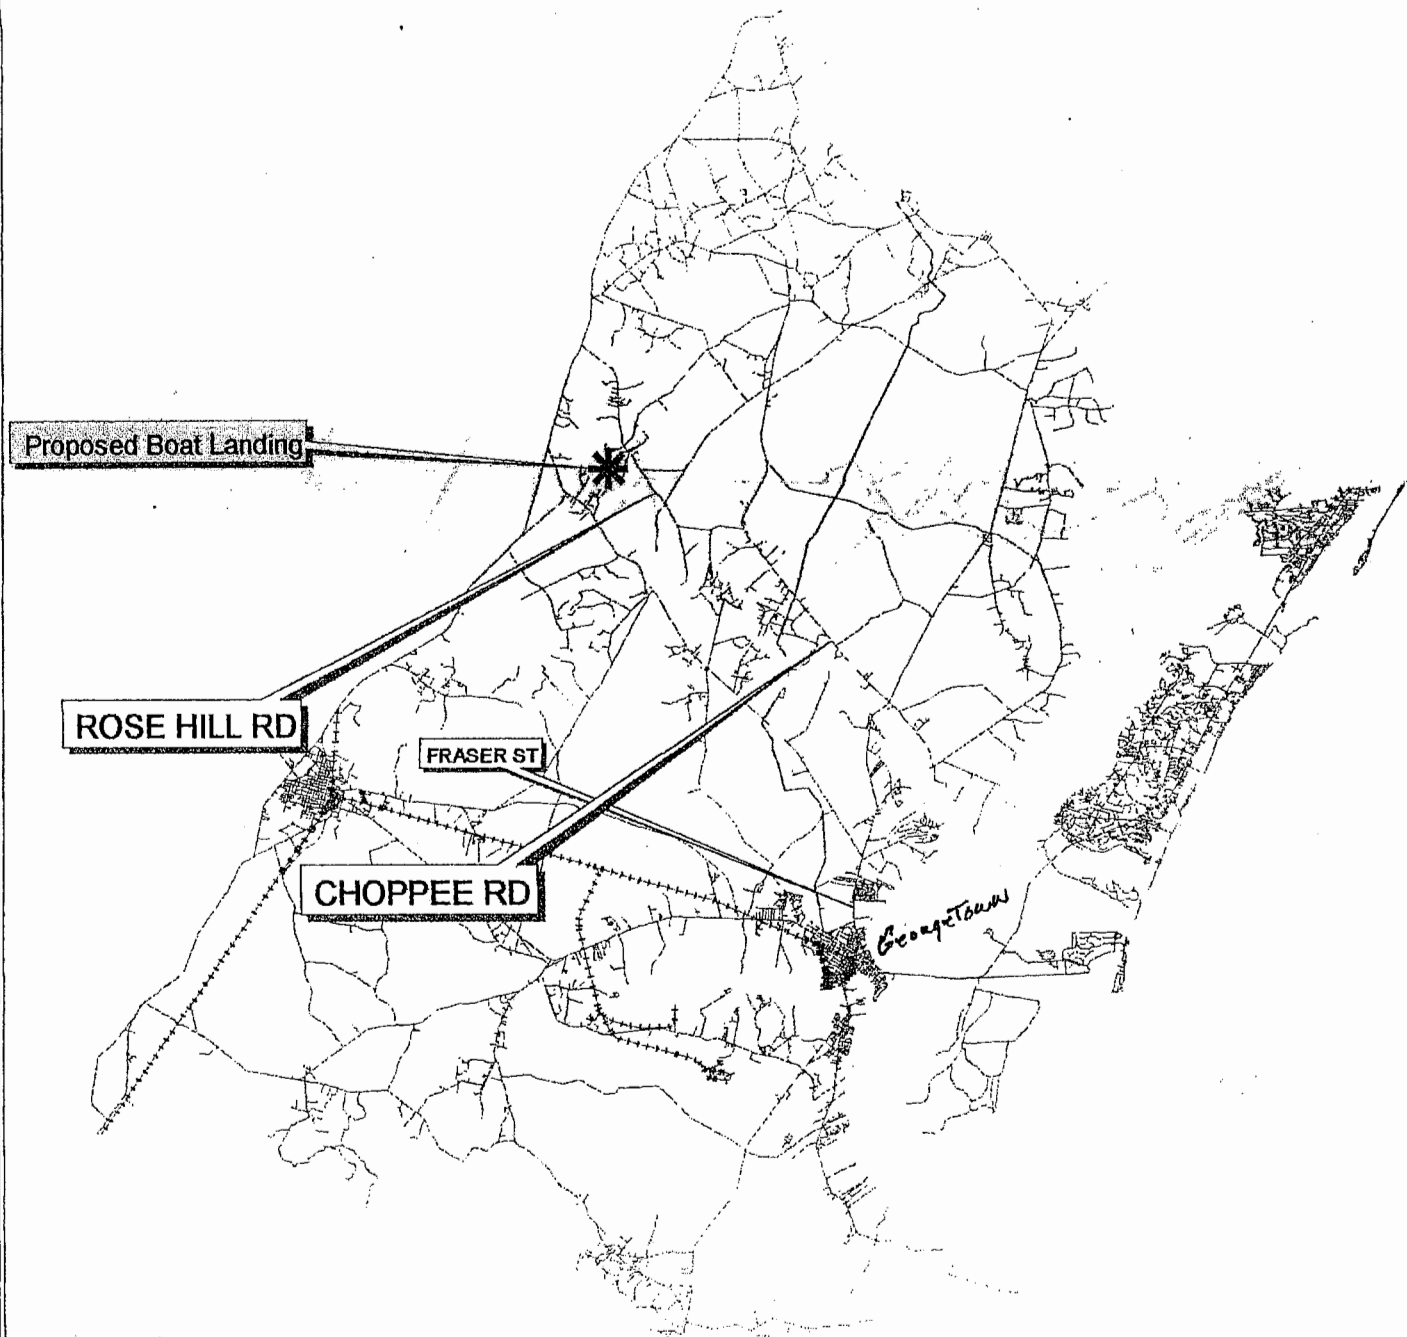 Proposed Boat Landing
ROSE HILL RD
FRASER ST
CHOPPEE RD
GeorgeTown